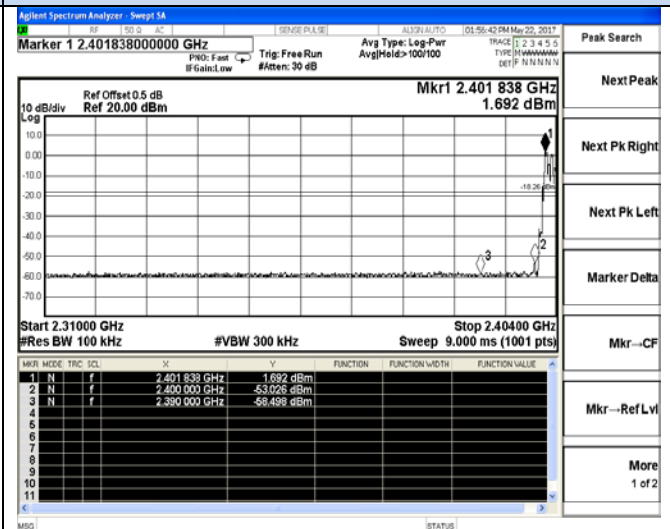 Agilent Spectrum Analyzer - Swept SA
RF 50 Ω AC SENSE:PULSE ALIGN AUTO 01:56:42 PM May 22, 2017
Marker 1 2.401838000000 GHz
PNO: Fast
IFGain:Low
Trig: Free Run
#Atten: 30 dB
Avg Type: Log-Pwr
Avg|Hold:>100/100
TRACE 1 2 3 4 5 6
TYPE M
DET P N N N N N
Peak Search
Mkr1 2.401 838 GHz
1.692 dBm
Ref Offset 0.5 dB
Ref 20.00 dBm
10 dB/div
Log
10.0
0.00
-10.0
-20.0
-30.0
-40.0
-50.0
-60.0
-70.0
1
-18.26 dBm
2
3
Start 2.31000 GHz
Stop 2.40400 GHz
#Res BW 100 kHz #VBW 300 kHz Sweep 9.000 ms (1001 pts)
MKR MODE TRC SCL X Y FUNCTION FUNCTION WIDTH FUNCTION VALUE
1 N f 2.401 838 GHz 1.692 dBm
2 N f 2.400 000 GHz -53.026 dBm
3 N f 2.390 000 GHz -58.498 dBm
4
5
6
7
8
9
10
11
MSG STATUS
Next Peak
Next Pk Right
Next Pk Left
Marker Delta
Mkr→CF
Mkr→Ref Lvl
More
1 of 2